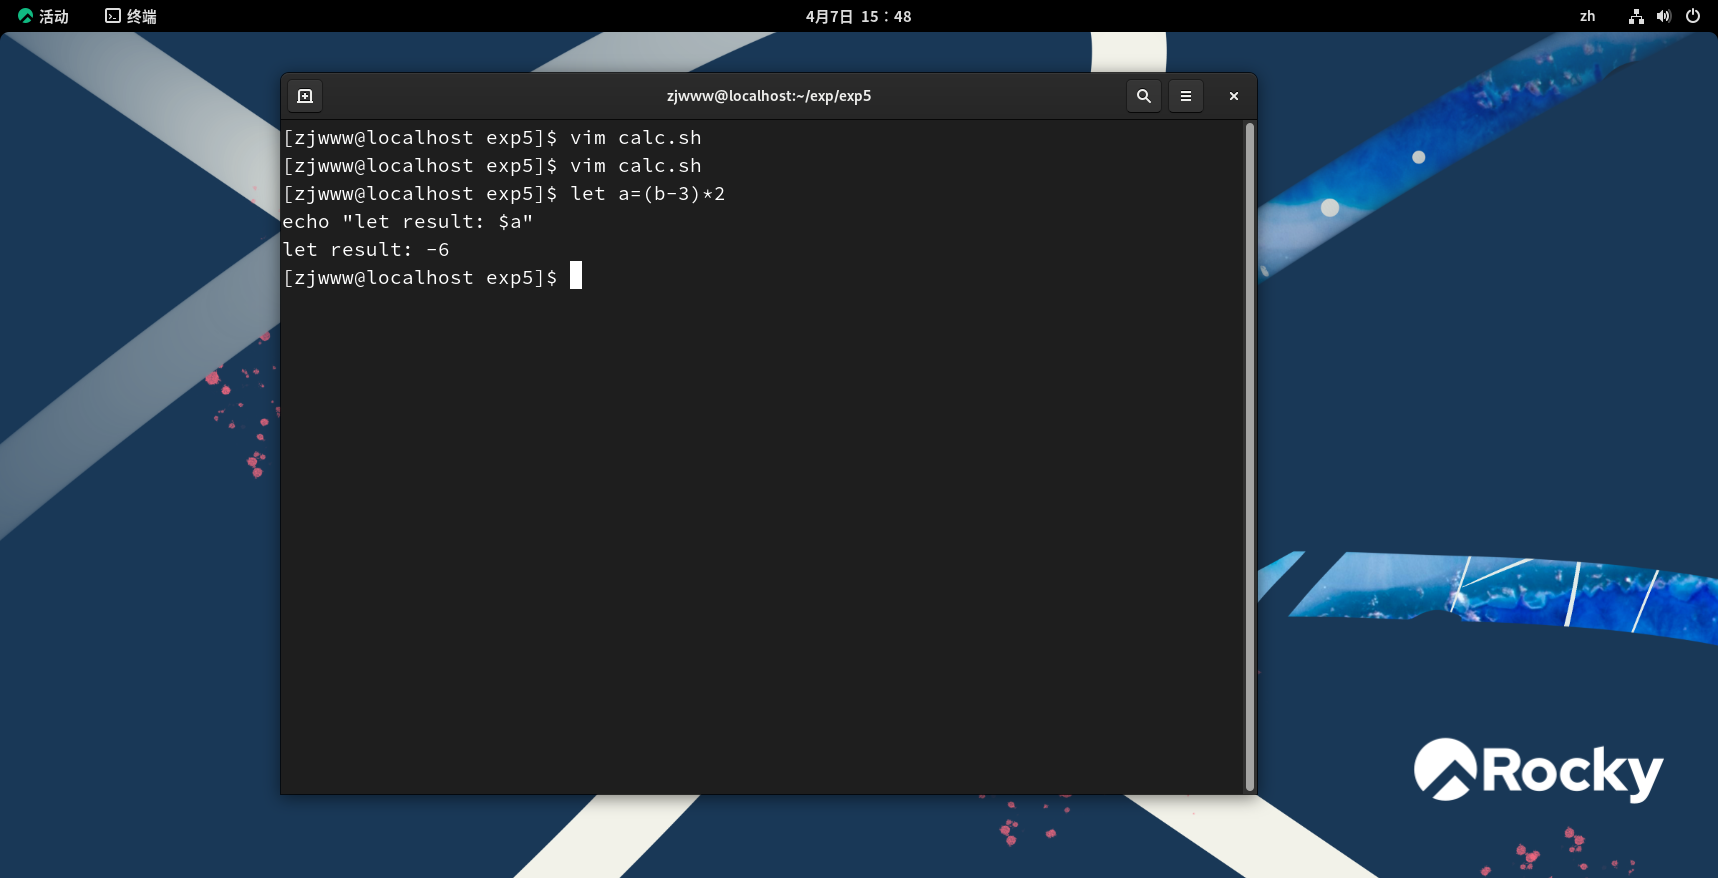 活动 终端 4月7日 15：48 zh
zjwww@localhost:~/exp/exp5
[zjwww@localhost exp5]$ vim calc.sh
[zjwww@localhost exp5]$ vim calc.sh
[zjwww@localhost exp5]$ let a=(b-3)*2
echo "let result: $a"
let result: -6
[zjwww@localhost exp5]$
Rocky